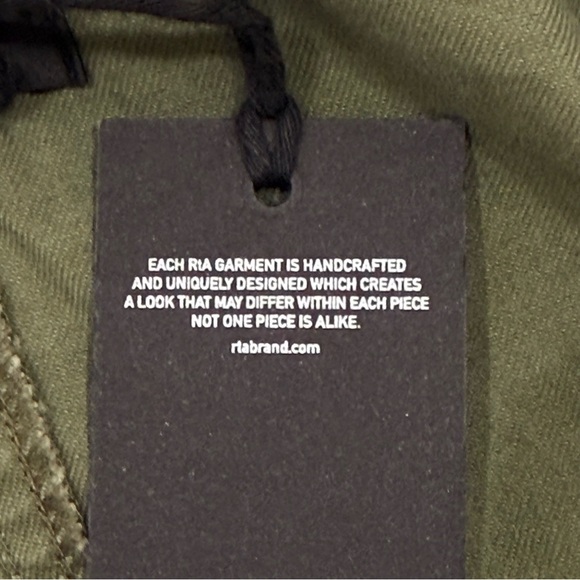 EACH RtA GARMENT IS HANDCRAFTED
AND UNIQUELY DESIGNED WHICH CREATES
A LOOK THAT MAY DIFFER WITHIN EACH PIECE
NOT ONE PIECE IS ALIKE.
rtabrand.com